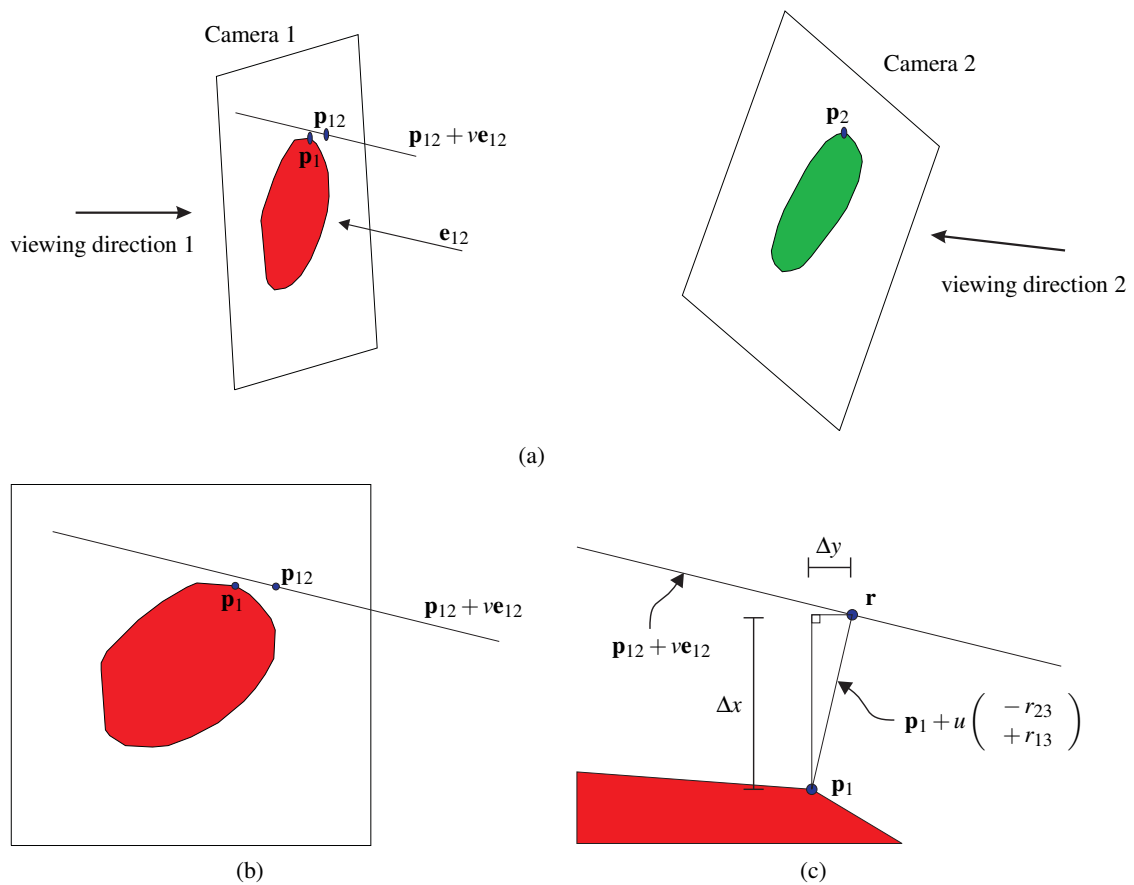 Camera 1
Camera 2
p₁₂
p₂
p₁₂ + ve₁₂
p₁
e₁₂
viewing direction 1
viewing direction 2
(a)
p₁₂
p₁
p₁₂ + ve₁₂
Δy
r
p₁₂ + ve₁₂
Δx
p₁ + u ( − r₂₃
+ r₁₃ )
p₁
(b)
(c)